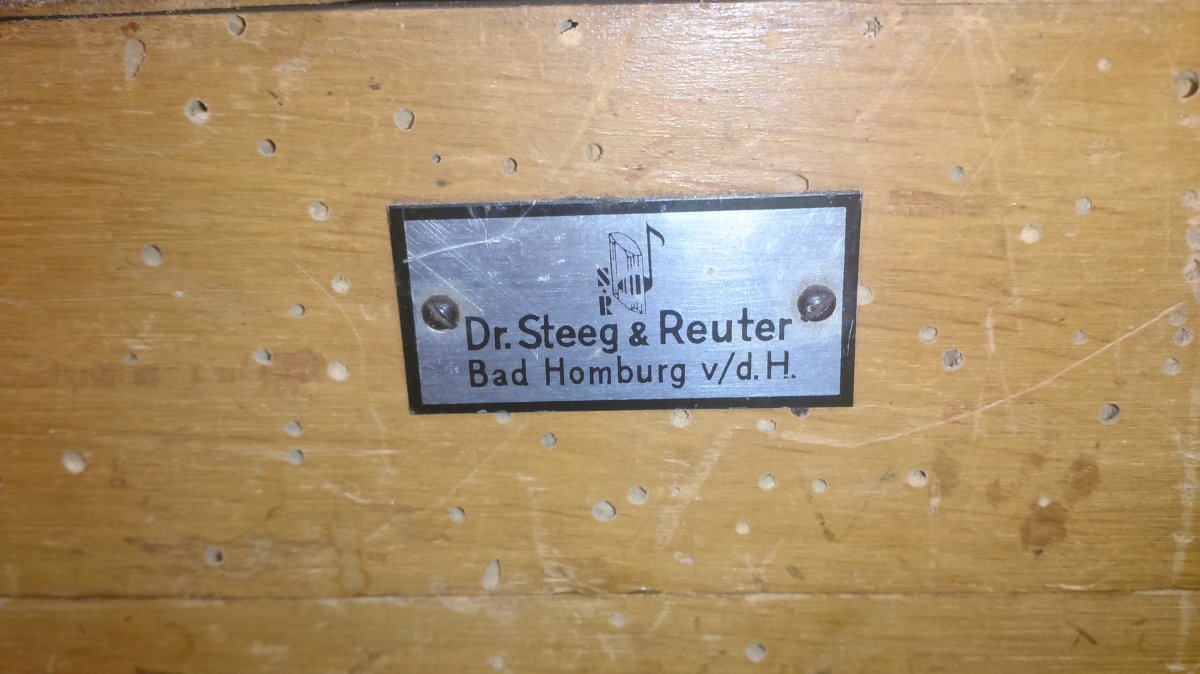 S+R
Dr. Steeg & Reuter
Bad Homburg v/d.H.